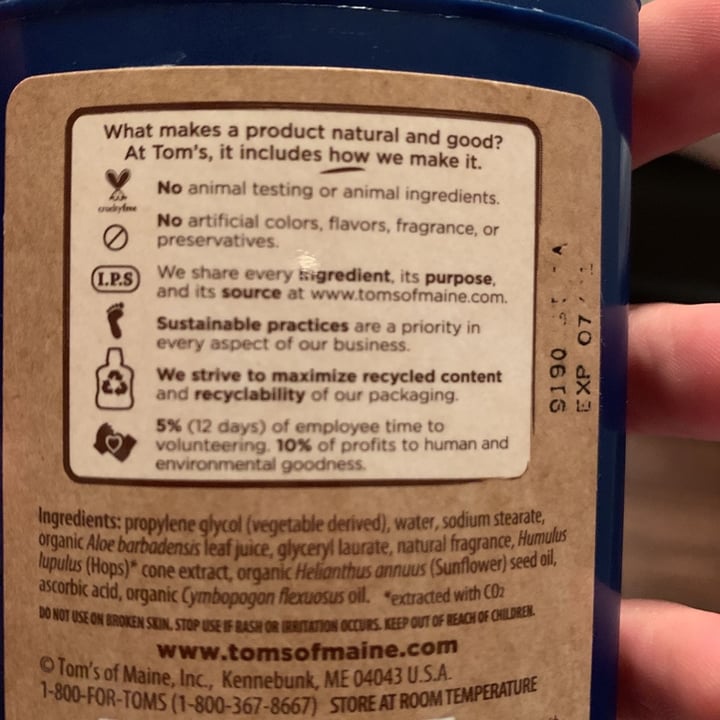 What makes a product natural and good?
At Tom's, it includes how we make it.
crueltyfree
No animal testing or animal ingredients.
No artificial colors, flavors, fragrance, or
preservatives.
I.P.S
We share every ingredient, its purpose,
and its source at www.tomsofmaine.com.
Sustainable practices are a priority in
every aspect of our business.
We strive to maximize recycled content
and recyclability of our packaging.
5% (12 days) of employee time to
volunteering. 10% of profits to human and
environmental goodness.
Ingredients: propylene glycol (vegetable derived), water, sodium stearate,
organic Aloe barbadensis leaf juice, glyceryl laurate, natural fragrance, Humulus
lupulus (Hops)* cone extract, organic Helianthus annuus (Sunflower) seed oil,
ascorbic acid, organic Cymbopogon flexuosus oil. *extracted with CO2
DO NOT USE ON BROKEN SKIN. STOP USE IF RASH OR IRRITATION OCCURS. KEEP OUT OF REACH OF CHILDREN.
www.tomsofmaine.com
© Tom's of Maine, Inc., Kennebunk, ME 04043 U.S.A.
1-800-FOR-TOMS (1-800-367-8667) STORE AT ROOM TEMPERATURE
9190
EXP 07